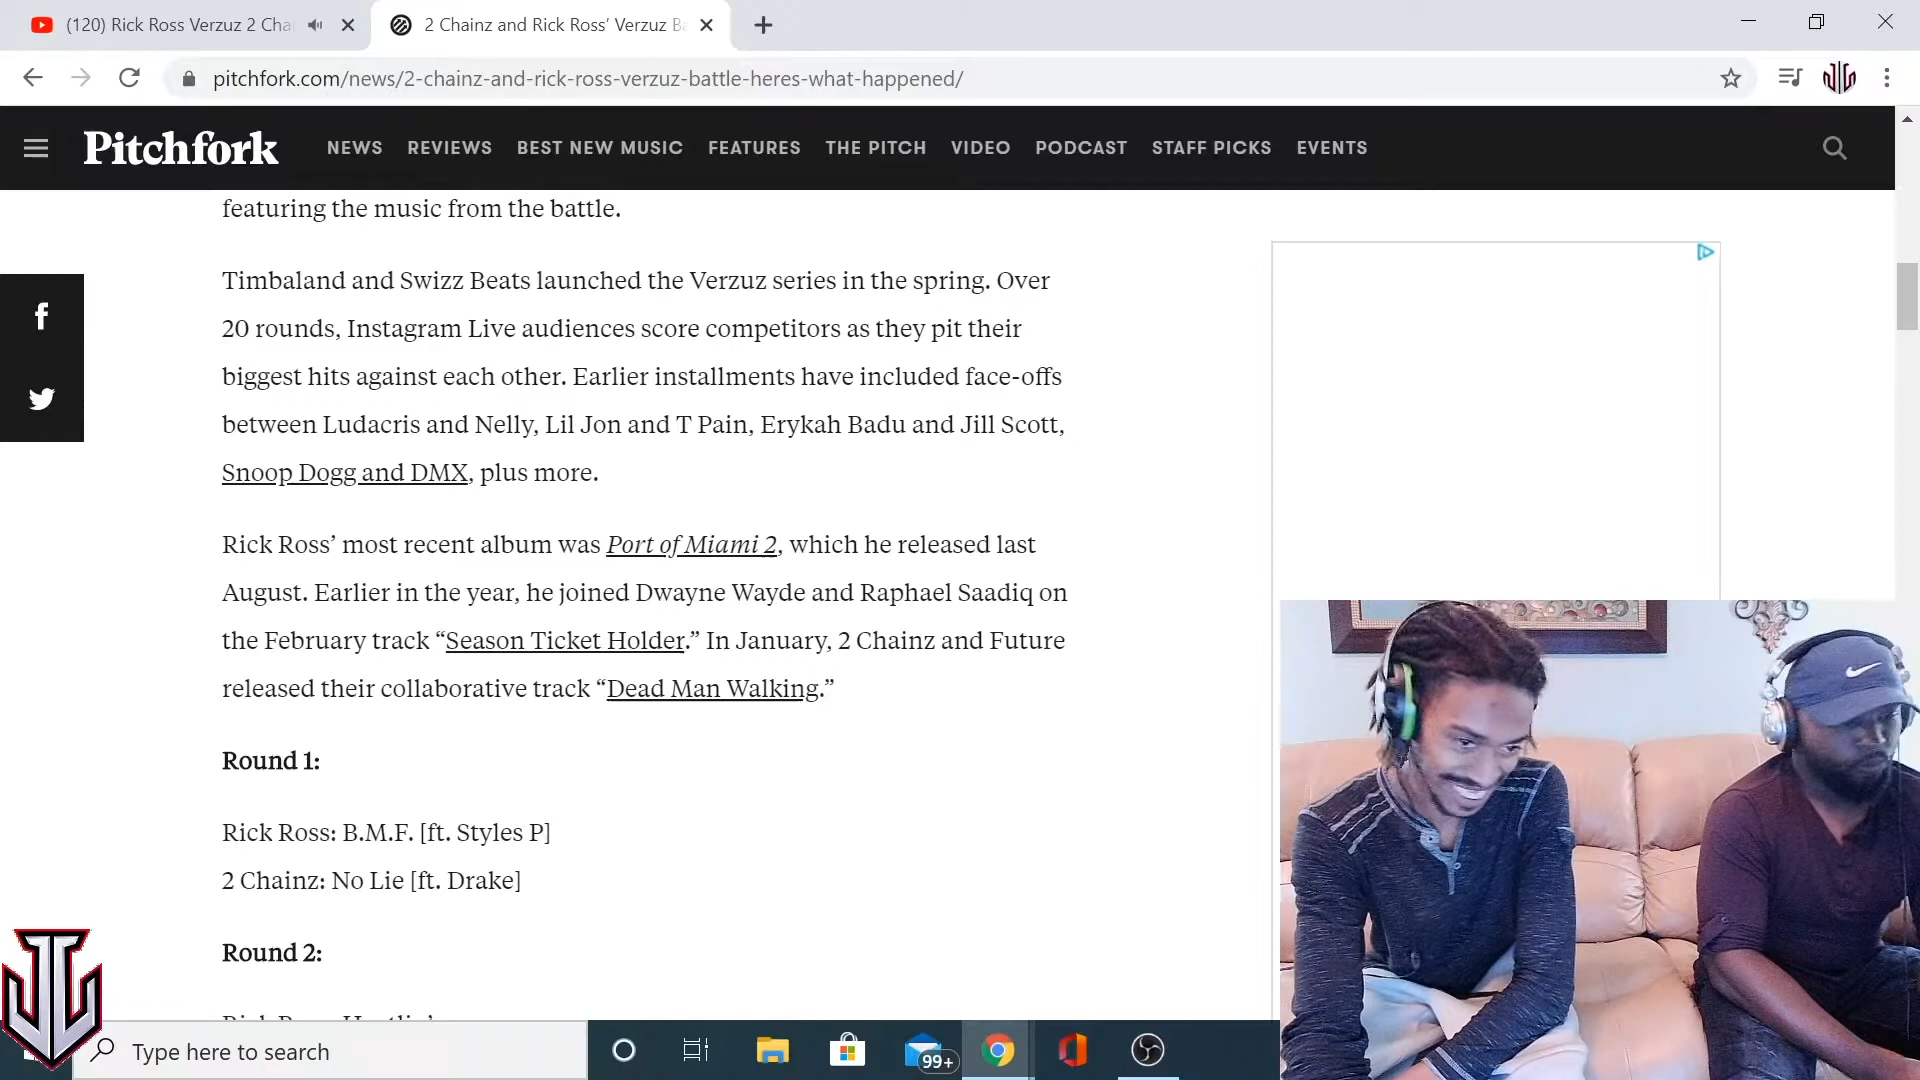 (120) Rick Ross Verzuz 2 Cha
2 Chainz and Rick Ross’ Verzuz B
pitchfork.com/news/2-chainz-and-rick-ross-verzuz-battle-heres-what-happened/
Pitchfork NEWS REVIEWS BEST NEW MUSIC FEATURES THE PITCH VIDEO PODCAST STAFF PICKS EVENTS
featuring the music from the battle.
Timbaland and Swizz Beats launched the Verzuz series in the spring. Over
20 rounds, Instagram Live audiences score competitors as they pit their
biggest hits against each other. Earlier installments have included face-offs
between Ludacris and Nelly, Lil Jon and T Pain, Erykah Badu and Jill Scott,
Snoop Dogg and DMX, plus more.
Rick Ross’ most recent album was Port of Miami 2, which he released last
August. Earlier in the year, he joined Dwayne Wayde and Raphael Saadiq on
the February track “Season Ticket Holder.” In January, 2 Chainz and Future
released their collaborative track “Dead Man Walking.”
Round 1:
Rick Ross: B.M.F. [ft. Styles P]
2 Chainz: No Lie [ft. Drake]
Round 2:
Type here to search
99+